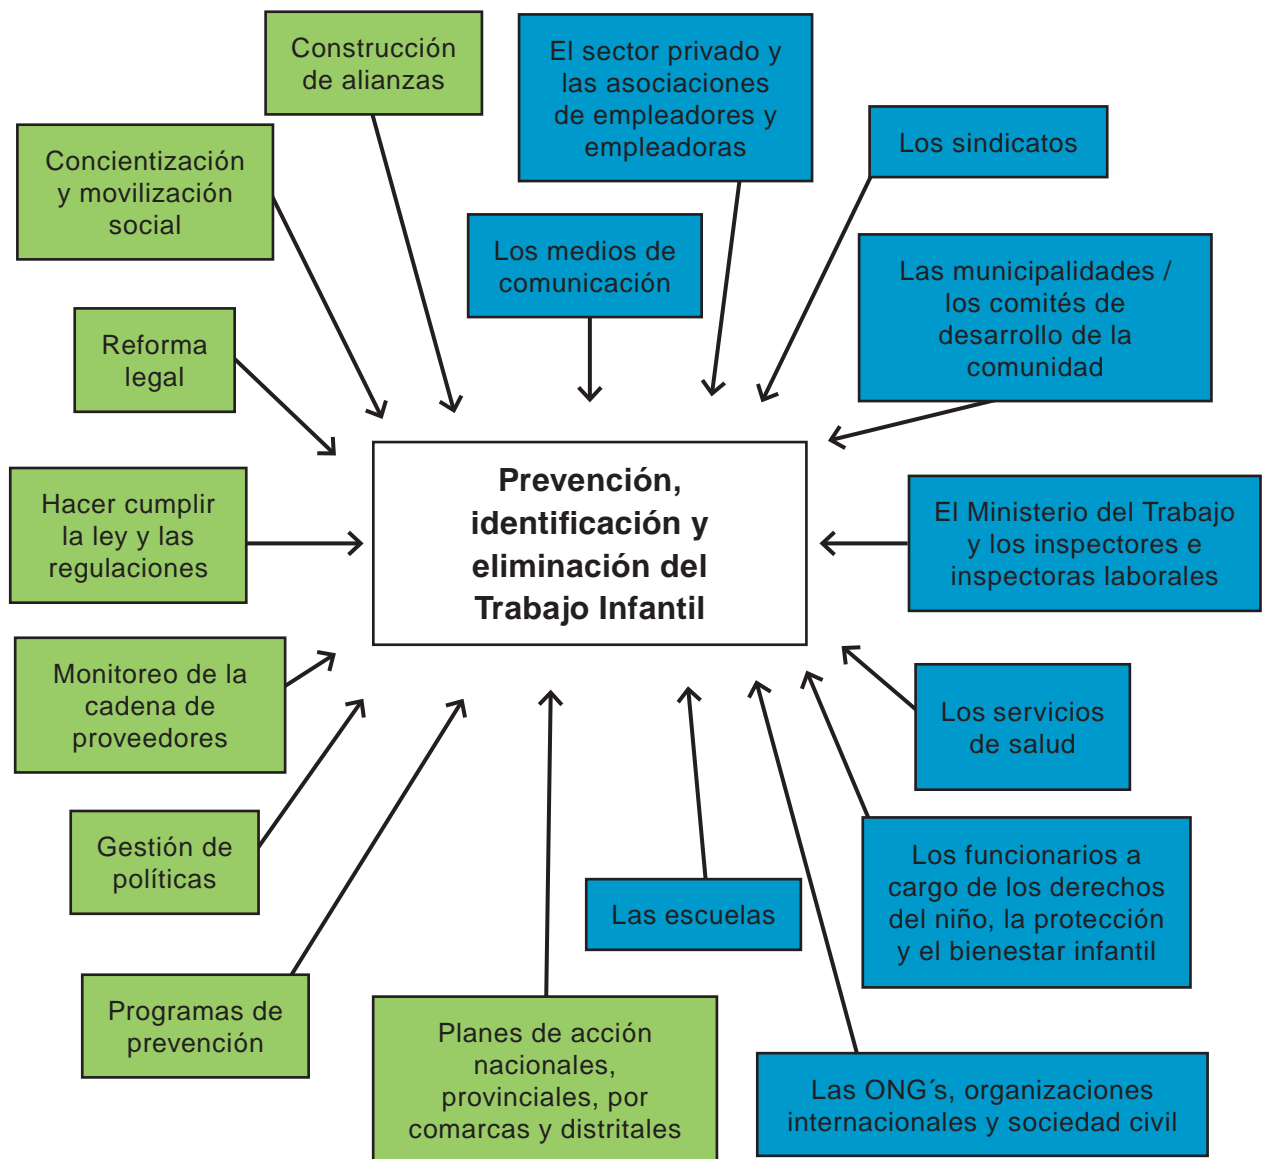 Construcción
de alianzas
El sector privado y
las asociaciones
de empleadores y
empleadoras
Los sindicatos
Concientización
y movilización
social
Los medios de
comunicación
Las municipalidades /
los comités de
desarrollo de la
comunidad
Reforma
legal
Prevención,
identificación y
eliminación del
Trabajo Infantil
Hacer cumplir
la ley y las
regulaciones
El Ministerio del Trabajo
y los inspectores e
inspectoras laborales
Monitoreo de la
cadena de
proveedores
Los servicios
de salud
Gestión de
políticas
Los funcionarios a
cargo de los derechos
del niño, la protección
y el bienestar infantil
Las escuelas
Programas de
prevención
Planes de acción
nacionales,
provinciales, por
comarcas y distritales
Las ONG´s, organizaciones
internacionales y sociedad civil